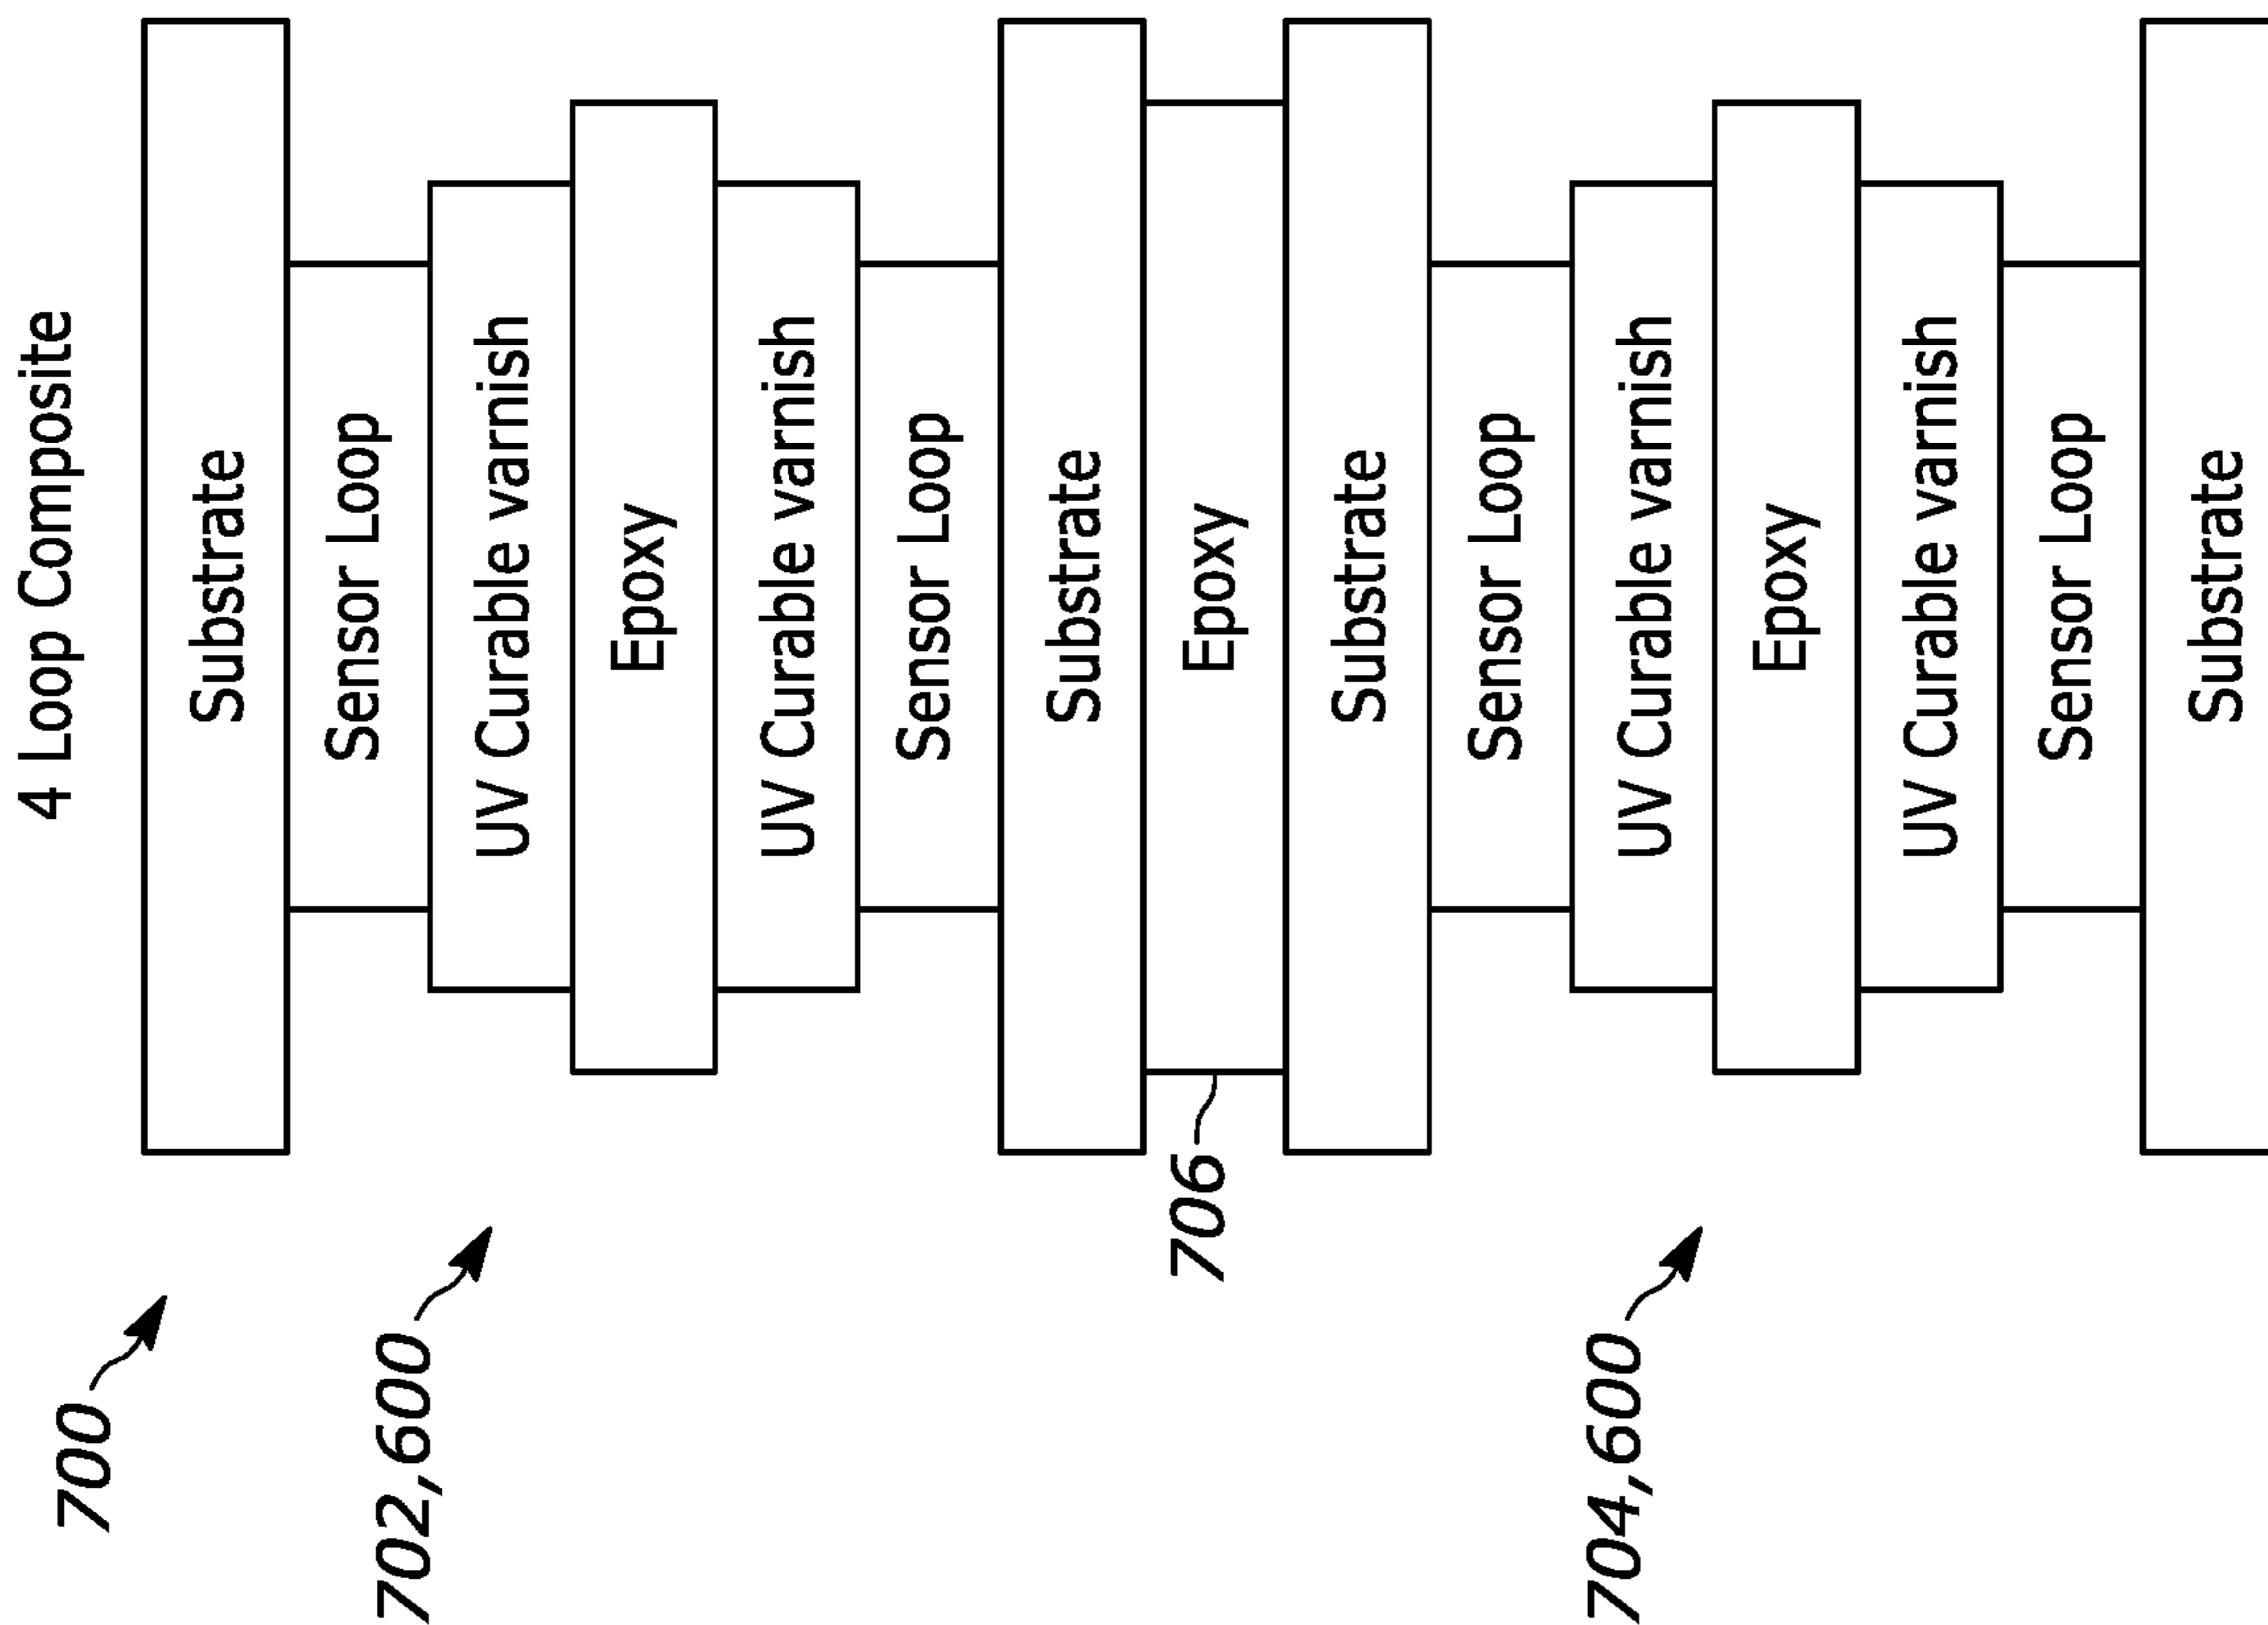 4 Loop Composite
700
Substrate
Sensor Loop
702,600
UV Curable varnish
Epoxy
UV Curable varnish
Sensor Loop
Substrate
706
Epoxy
Substrate
Sensor Loop
704,600
UV Curable varnish
Epoxy
UV Curable varnish
Sensor Loop
Substrate